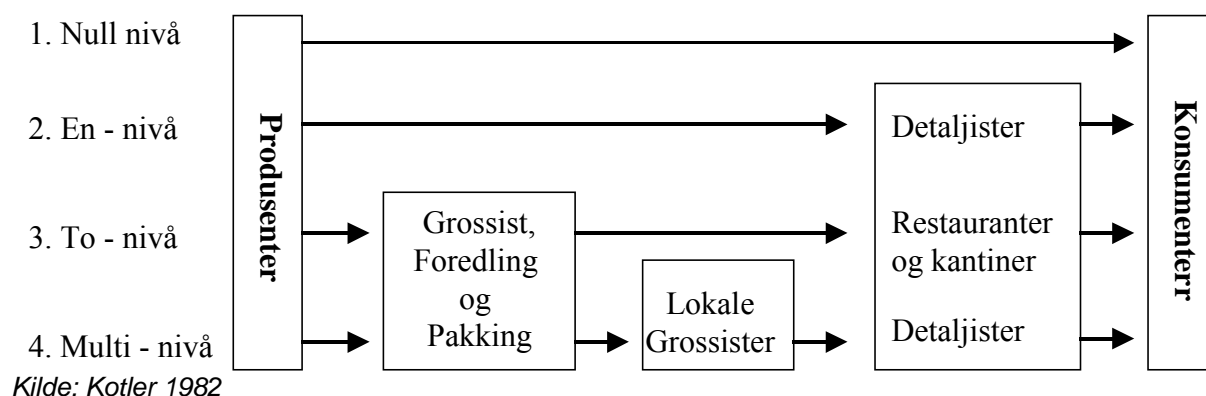 1. Null nivå
2. En - nivå
3. To - nivå
4. Multi - nivå
Kilde: Kotler 1982
Produsenter
Grossist,
Foredling
og
Pakking
Lokale
Grossister
Detaljister
Restauranter
og kantiner
Detaljister
Konsumenterr